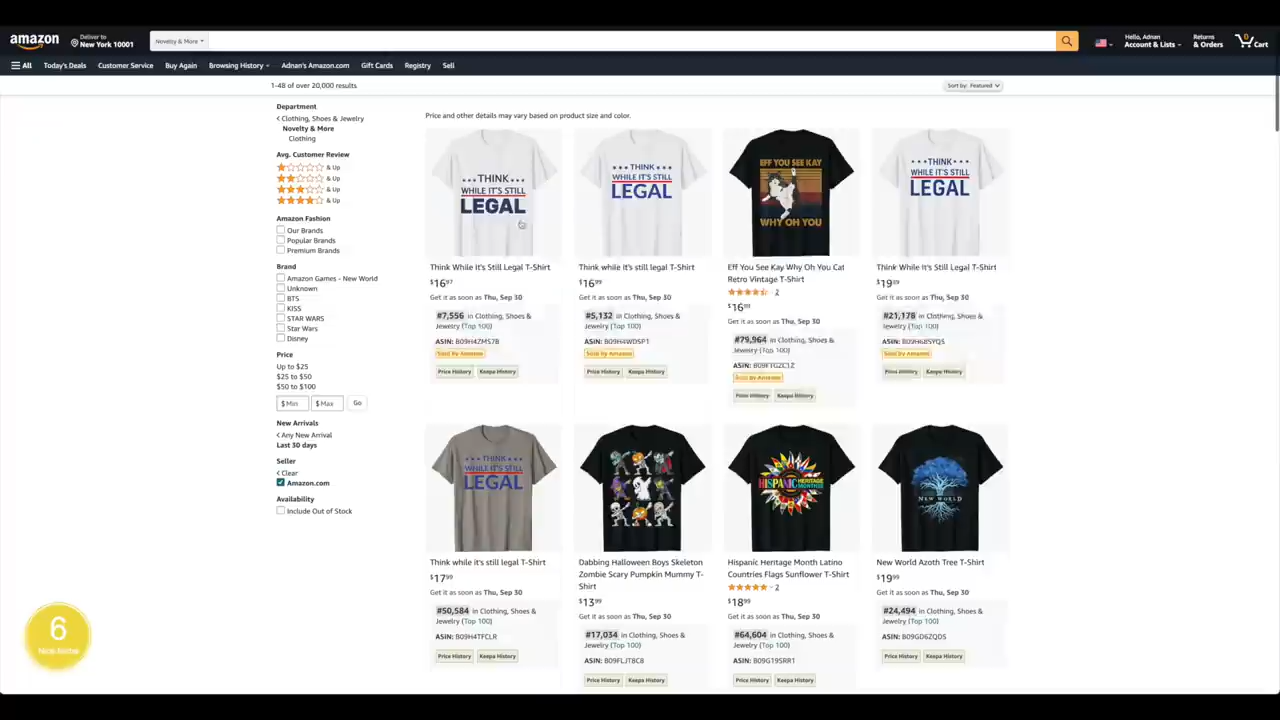 amazon
Deliver to
New York 10001
Novelty & More
Hello, Adnan
Account & Lists
Returns
& Orders
0
Cart
All
Today's Deals
Customer Service
Buy Again
Browsing History
Adnan's Amazon.com
Gift Cards
Registry
Sell
1-48 of over 20,000 results
Sort by: Featured
Department
Clothing, Shoes & Jewelry
Novelty & More
Clothing
Avg. Customer Review
& Up
& Up
& Up
& Up
Amazon Fashion
Our Brands
Popular Brands
Premium Brands
Brand
Amazon Games - New World
Unknown
BTS
KISS
STAR WARS
Star Wars
Disney
Price
Up to $25
$25 to $50
$50 to $100
$ Min
$ Max
Go
New Arrivals
Any New Arrival
Last 30 days
Seller
Clear
Amazon.com
Availability
Include Out of Stock
Price and other details may vary based on product size and color.
THINK
WHILE IT'S STILL
LEGAL
Think While It's Still Legal T-Shirt
$16
Get it as soon as Thu, Sep 30
#7,556 in Clothing, Shoes &
Jewelry (Top 100)
ASIN: B09H4ZMS7B
Sold By Amazon
Price History
Keepa History
THINK
WHILE IT'S STILL
LEGAL
Think while it's still legal T-Shirt
$16
Get it as soon as Thu, Sep 30
#5,132 in Clothing, Shoes &
Jewelry (Top 100)
ASIN:
Sold By Amazon
Price History
Keepa History
EFF YOU SEE KAY
WHY OH YOU
Eff You See Kay Why Oh You Cat
Retro Vintage T-Shirt
2
$16
Get it as soon as Thu, Sep 30
#79,964 in Clothing, Shoes &
Jewelry (Top 100)
ASIN:
Sold By Amazon
Price History
Keepa History
THINK
WHILE IT'S STILL
LEGAL
Think While It's Still Legal T-Shirt
$19
Get it as soon as Thu, Sep 30
#21,178 in Clothing, Shoes &
Jewelry (Top 100)
ASIN:
Sold By Amazon
Price History
Keepa History
THINK
WHILE IT'S STILL
LEGAL
Think while it's still legal T-Shirt
$1799
Get it as soon as Thu, Sep 30
#50,584 in Clothing, Shoes &
Jewelry (Top 100)
ASIN: B09H4TFCLR
Price History
Keepa History
Dabbing Halloween Boys Skeleton
Zombie Scary Pumpkin Mummy T-
Shirt
$1399
Get it as soon as Thu, Sep 30
#17,034 in Clothing, Shoes &
Jewelry (Top 100)
ASIN: B09FLJT8C8
Price History
Keepa History
HISPANIC HERITAGE
MONTH
Hispanic Heritage Month Latino
Countries Flags Sunflower T-Shirt
2
$1899
Get it as soon as Thu, Sep 30
#64,604 in Clothing, Shoes &
Jewelry (Top 100)
ASIN: B09G19SRR1
Price History
Keepa History
NEW WORLD
New World Azoth Tree T-Shirt
$1999
Get it as soon as Thu, Sep 30
#24,494 in Clothing, Shoes &
Jewelry (Top 100)
ASIN: B09GD6ZQDS
Price History
Keepa History
6